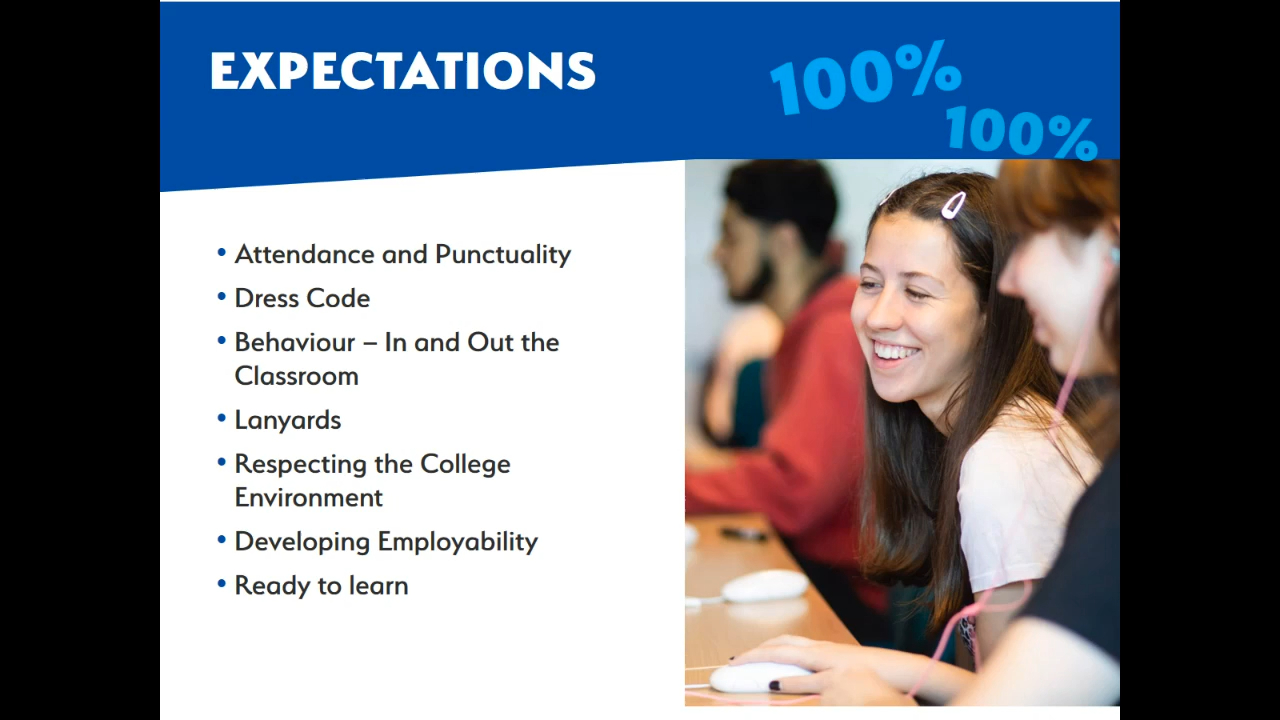 EXPECTATIONS
100%
100%
• Attendance and Punctuality
• Dress Code
• Behaviour – In and Out the
Classroom
• Lanyards
• Respecting the College
Environment
• Developing Employability
• Ready to learn